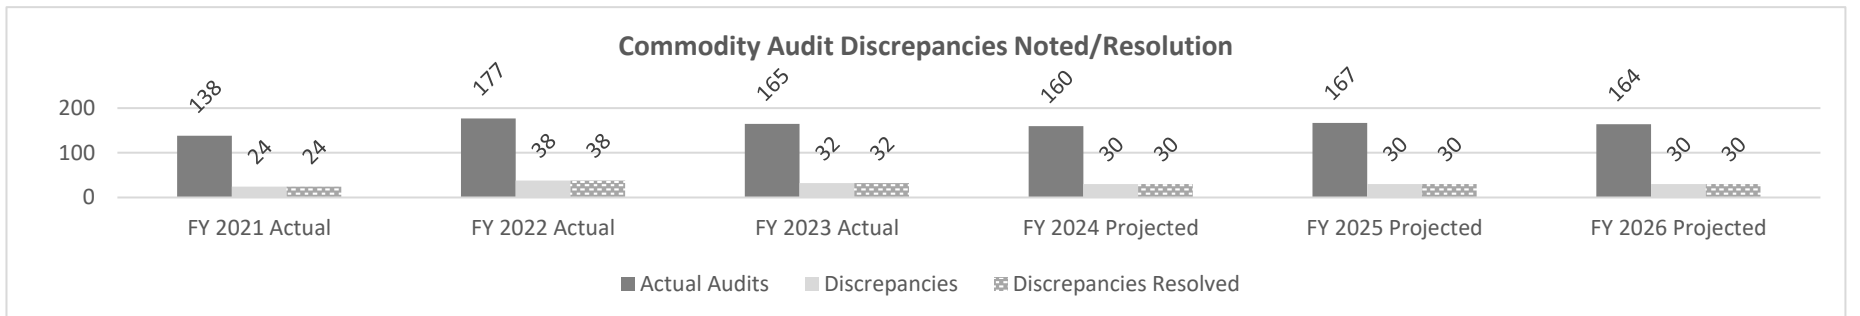 Commodity Audit Discrepancies Noted/Resolution
138 177 165 160 167 164
200
24 24 38 38 32 32 30 30 30 30 30 30
100
0
FY 2021 Actual FY 2022 Actual FY 2023 Actual FY 2024 Projected FY 2025 Projected FY 2026 Projected
Actual Audits Discrepancies Discrepancies Resolved